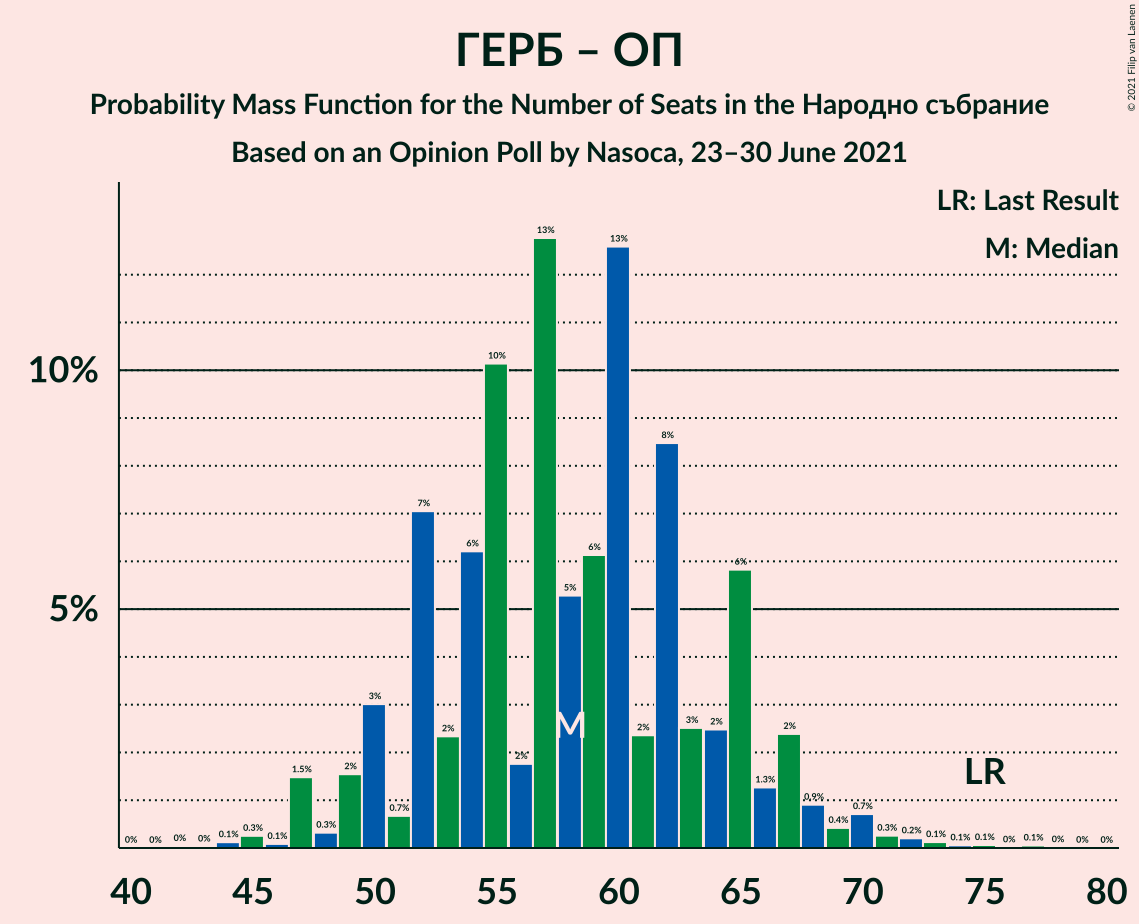 ГЕРБ – ОП
Probability Mass Function for the Number of Seats in the Народно събрание
Based on an Opinion Poll by Nasoca, 23–30 June 2021
© 2021 Filip van Laenen
LR: Last Result
M: Median
10%
5%
0% 0% 0% 0% 0.1% 0.3% 0.1% 1.5% 0.3% 2% 3% 0.7% 7% 2% 6% 10% 2% 13% 5% 6% 13% 2% 8% 3% 2% 6% 1.3% 2% 0.9% 0.4% 0.7% 0.3% 0.2% 0.1% 0.1% 0.1% 0% 0.1% 0% 0% 0%
M
LR
40 45 50 55 60 65 70 75 80